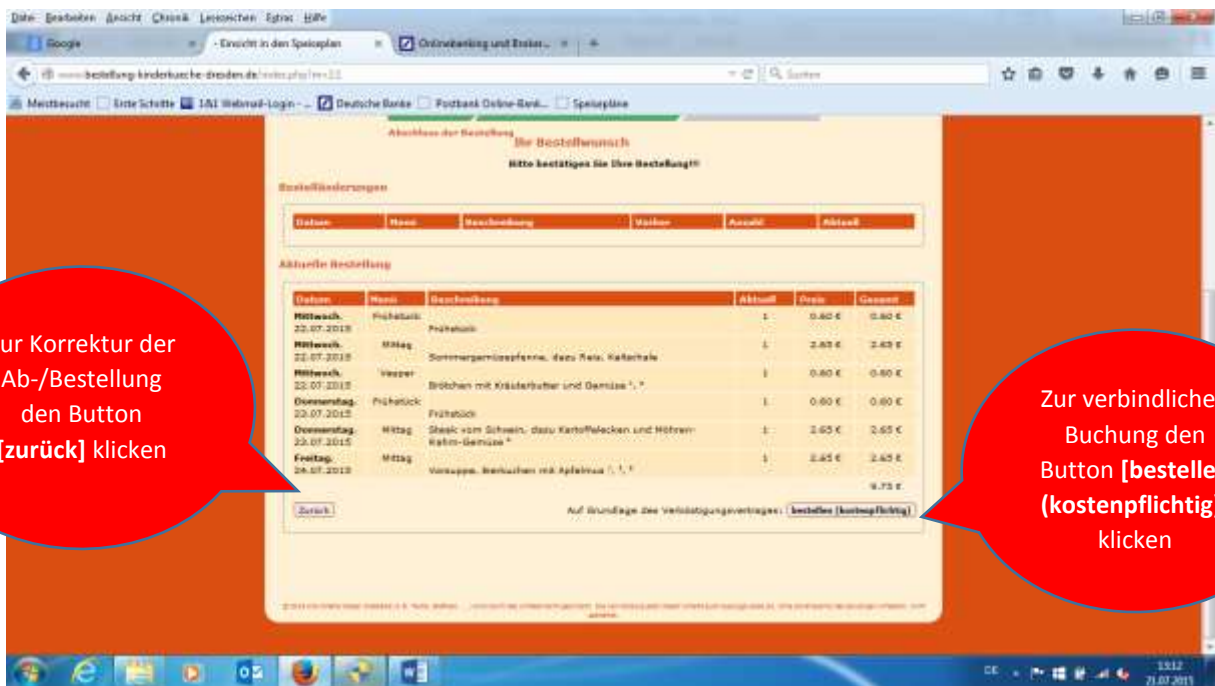 Datei Bearbeiten Ansicht Chronik Lesezeichen Extras Hilfe
Google
- Einsicht in den Speiseplan
Onlinebanking und Broker...
bestellung-kinderkueche-dresden.de
Suchen
Meistbesucht Erste Schritte 1&1 Webmail-Login - ... Deutsche Banke Postbank Online-Bank... Speisepläne
Abschluss der Bestellung
Ihr Bestellwunsch
Bitte bestätigen Sie Ihre Bestellung!!!
Bestelländerungen
Datum Menü Beschreibung Vorher Anzahl Aktuell
Aktuelle Bestellung
Datum Menü Beschreibung Aktuell Preis Gesamt
Mittwoch, 22.07.2015 Frühstück Frühstück 1 0.60 € 0.60 €
Mittwoch, 22.07.2015 Mittag Sommergemüsepfanne, dazu Reis, Kaltschale 1 2.65 € 2.65 €
Mittwoch, 22.07.2015 Vesper Brötchen mit Kräuterbutter und Gemüse 1 0.60 € 0.60 €
Donnerstag, 23.07.2015 Frühstück Frühstück 1 0.60 € 0.60 €
Donnerstag, 23.07.2015 Mittag Steak vom Schwein, dazu Kartoffelecken und Möhren-Rahm-Gemüse 1 2.65 € 2.65 €
Freitag, 24.07.2015 Mittag Vorsuppe, Eierkuchen mit Apfelmus 1 2.65 € 2.65 €
9.75 €
Zurück
Auf Grundlage des Verköstigungsvertrages: bestellen (kostenpflichtig)
ur Korrektur der
Ab-/Bestellung
den Button
[zurück] klicken
Zur verbindliche
Buchung den
Button [bestelle
(kostenpflichtig)
klicken
DE
13:12
21.07.2015